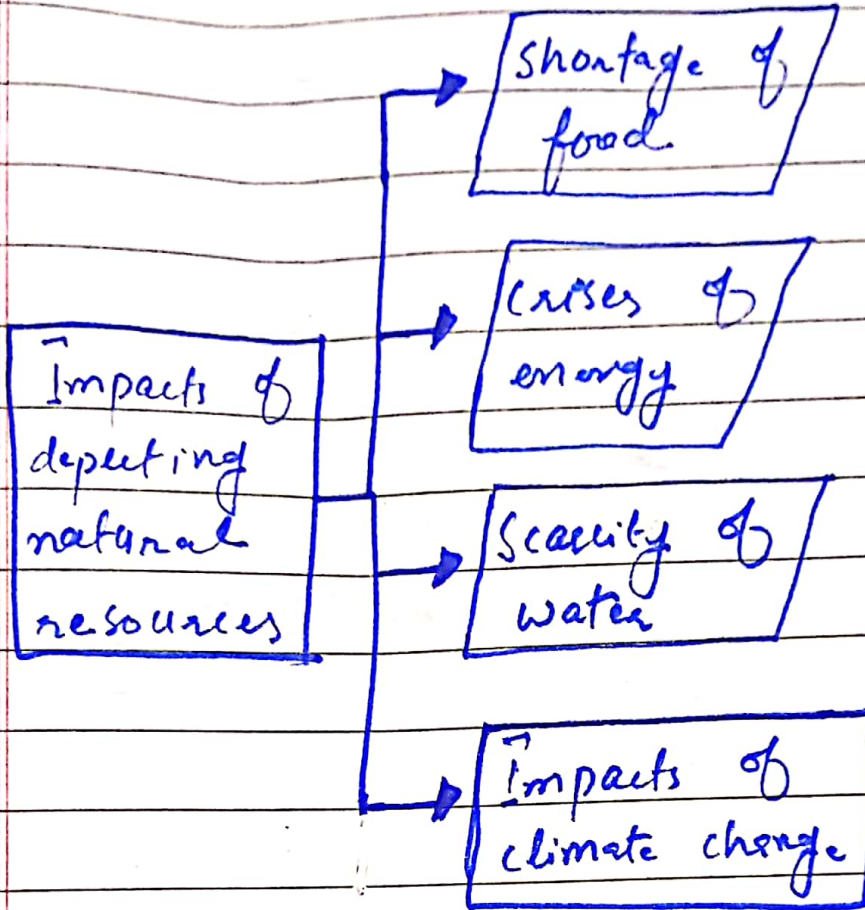 Shortage of
food
Crises of
energy
Impacts of
depleting
natural
resources
Scarcity of
water
Impacts of
climate change